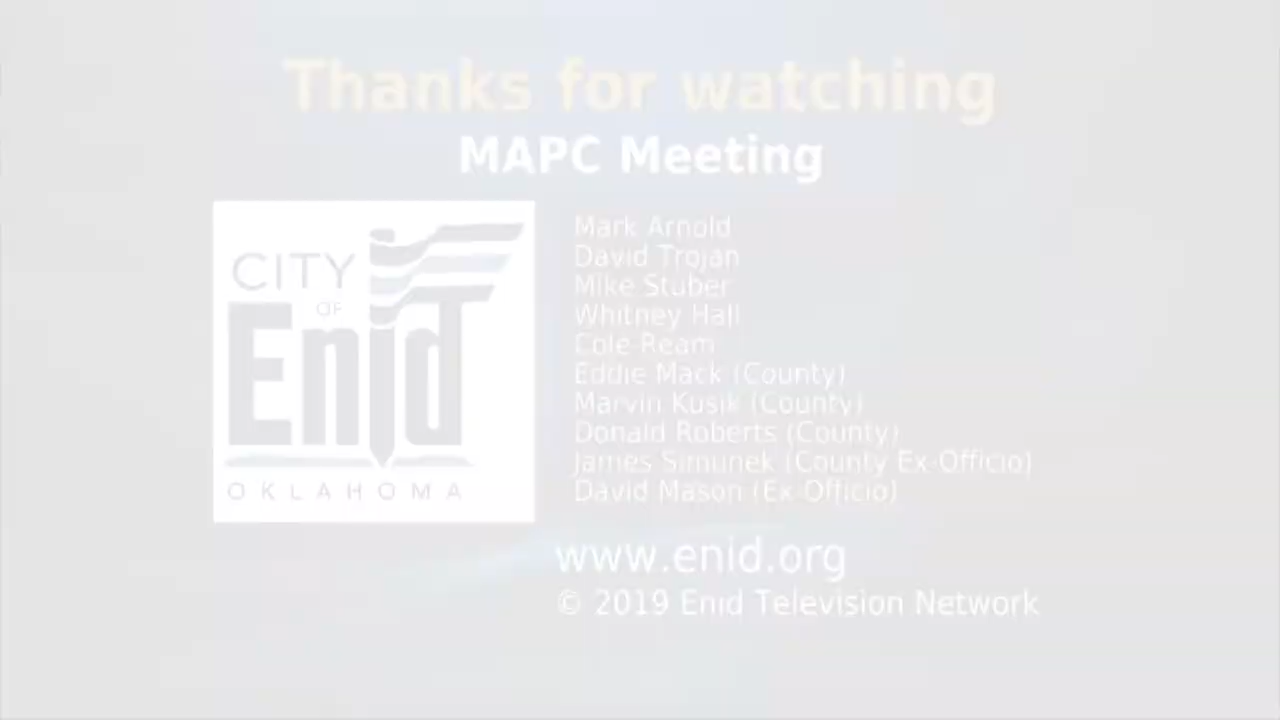 Thanks for watching
MAPC Meeting
CITY
OF
Enid
OKLAHOMA
Mark Arnold
David Trojan
Mike Stuber
Whitney Hall
Cole Ream
Eddie Mack (County)
Marvin Kusik (County)
Donald Roberts (County)
James Simunek (County Ex-Officio)
David Mason (Ex-Officio)
www.enid.org
© 2019 Enid Television Network